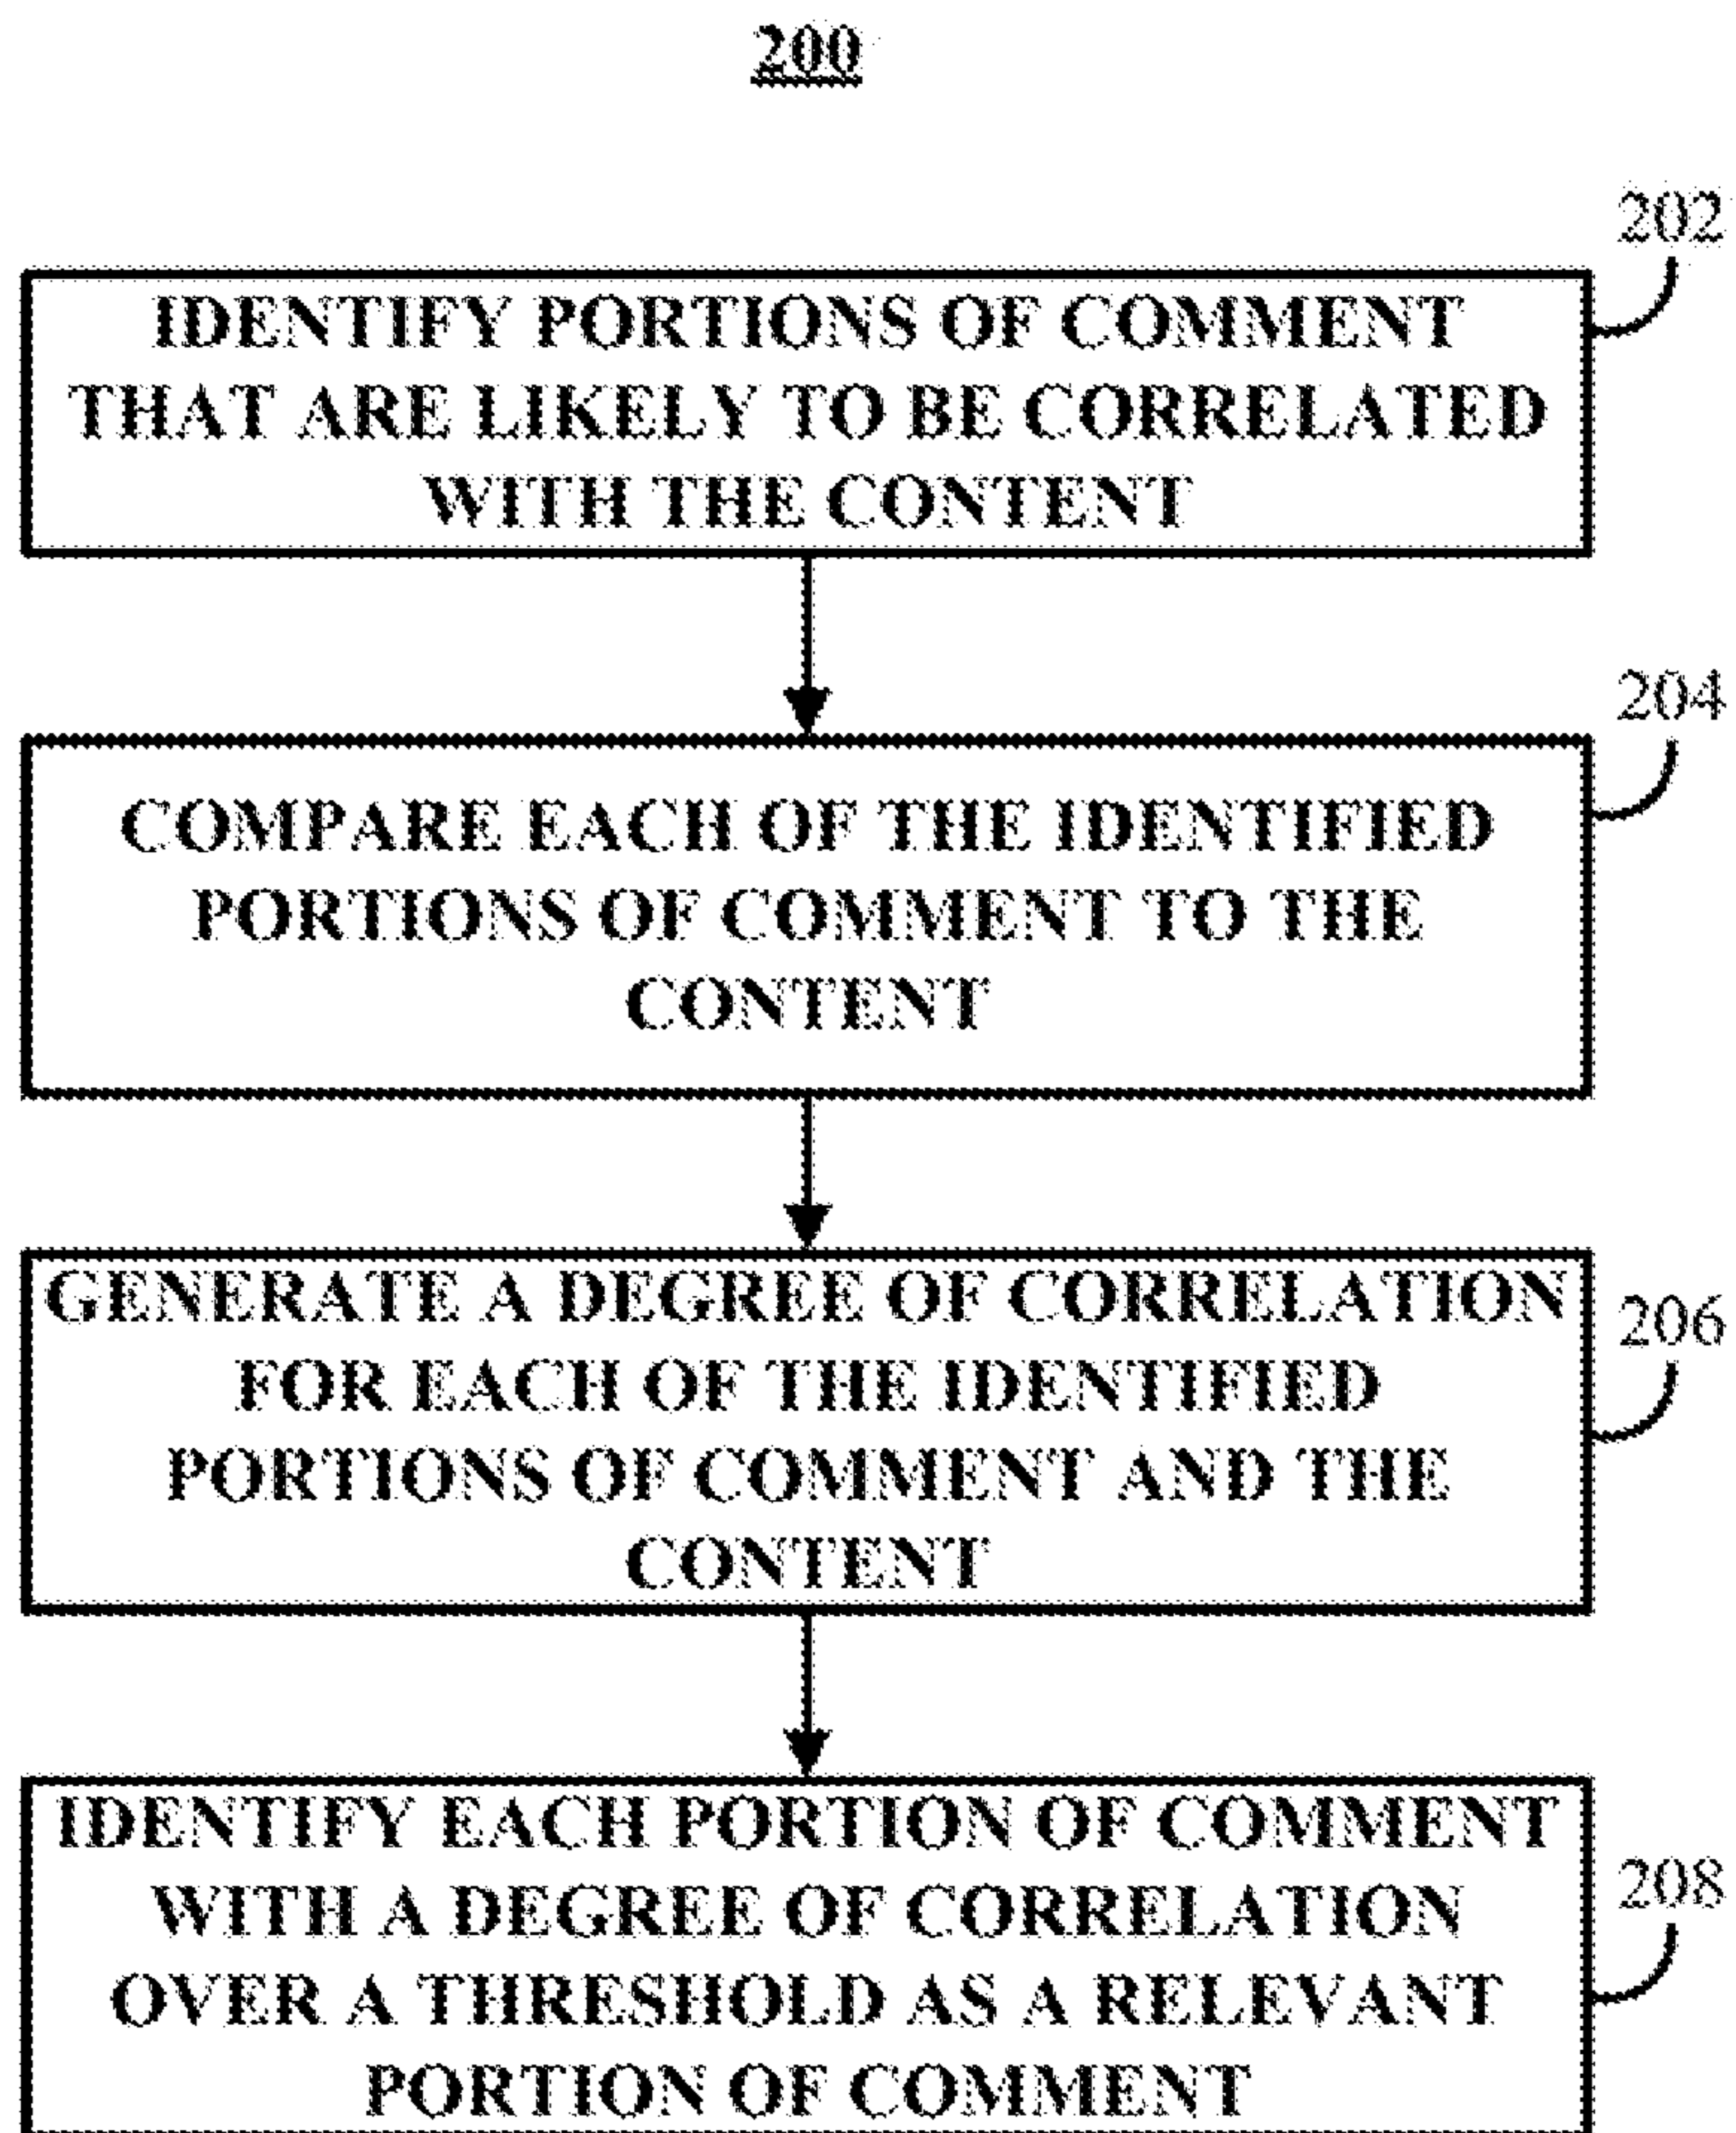 200
202
IDENTIFY PORTIONS OF COMMENT
THAT ARE LIKELY TO BE CORRELATED
WITH THE CONTENT
204
COMPARE EACH OF THE IDENTIFIED
PORTIONS OF COMMENT TO THE
CONTENT
206
GENERATE A DEGREE OF CORRELATION
FOR EACH OF THE IDENTIFIED
PORTIONS OF COMMENT AND THE
CONTENT
208
IDENTIFY EACH PORTION OF COMMENT
WITH A DEGREE OF CORRELATION
OVER A THRESHOLD AS A RELEVANT
PORTION OF COMMENT